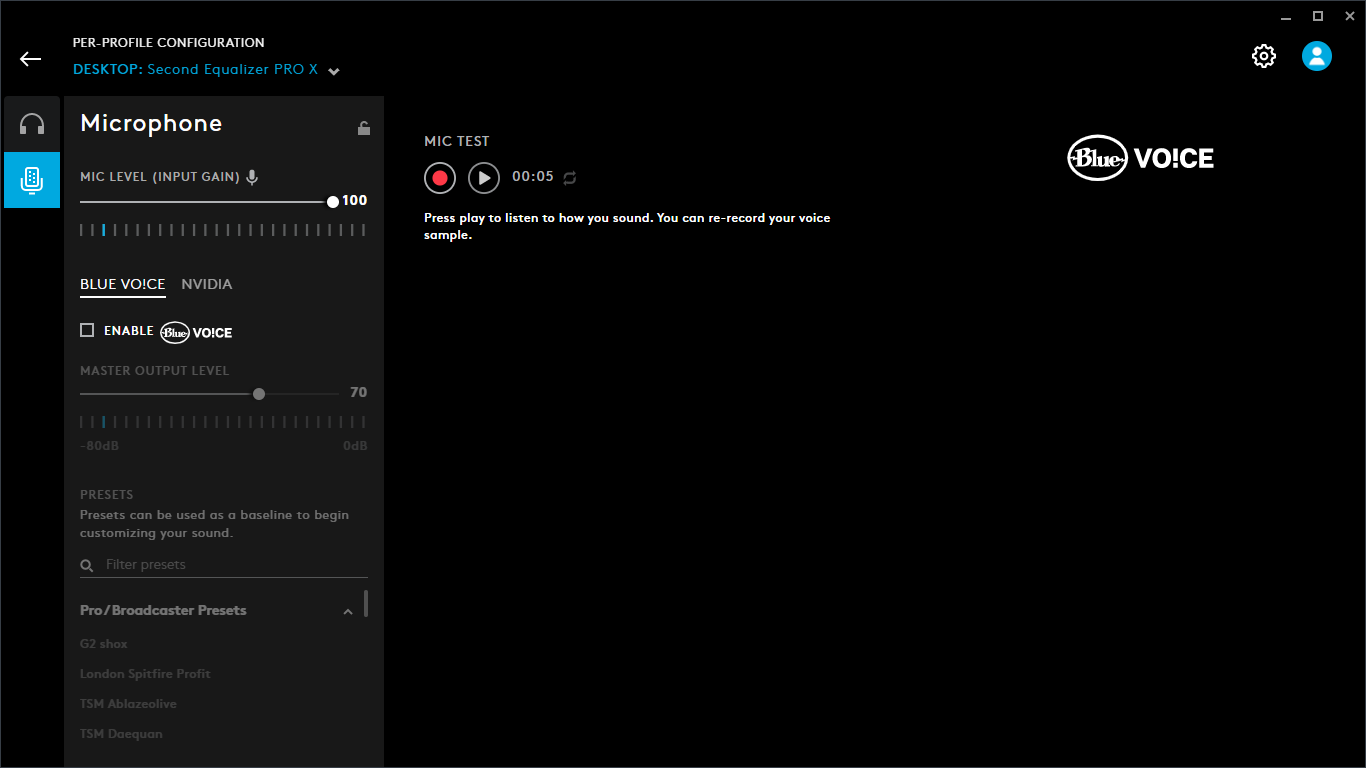 PER-PROFILE CONFIGURATION
DESKTOP: Second Equalizer PRO X
Microphone
MIC LEVEL (INPUT GAIN)
100
BLUE VO!CE NVIDIA
ENABLE Blue VO!CE
MASTER OUTPUT LEVEL
70
-80dB 0dB
PRESETS
Presets can be used as a baseline to begin
customizing your sound.
Filter presets
Pro/Broadcaster Presets
G2 shox
London Spitfire Profit
TSM Ablazeolive
TSM Daequan
MIC TEST
00:05
Press play to listen to how you sound. You can re-record your voice
sample.
Blue VO!CE